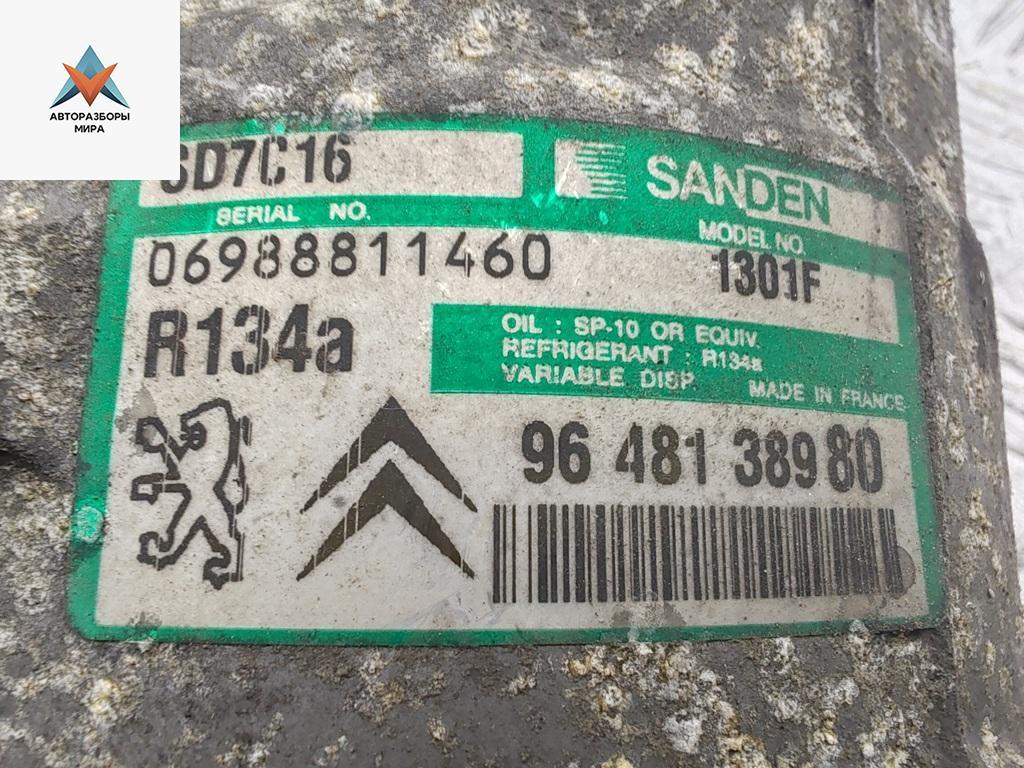 АВТОРАЗБОРЫ
МИРА
SD7C16
SANDEN
SERIAL NO.
MODEL NO.
06988811460
1301F
R134a
OIL : SP-10 OR EQUIV.
REFRIGERANT : R134a
VARIABLE DISP.
MADE IN FRANCE
96 481 389 80